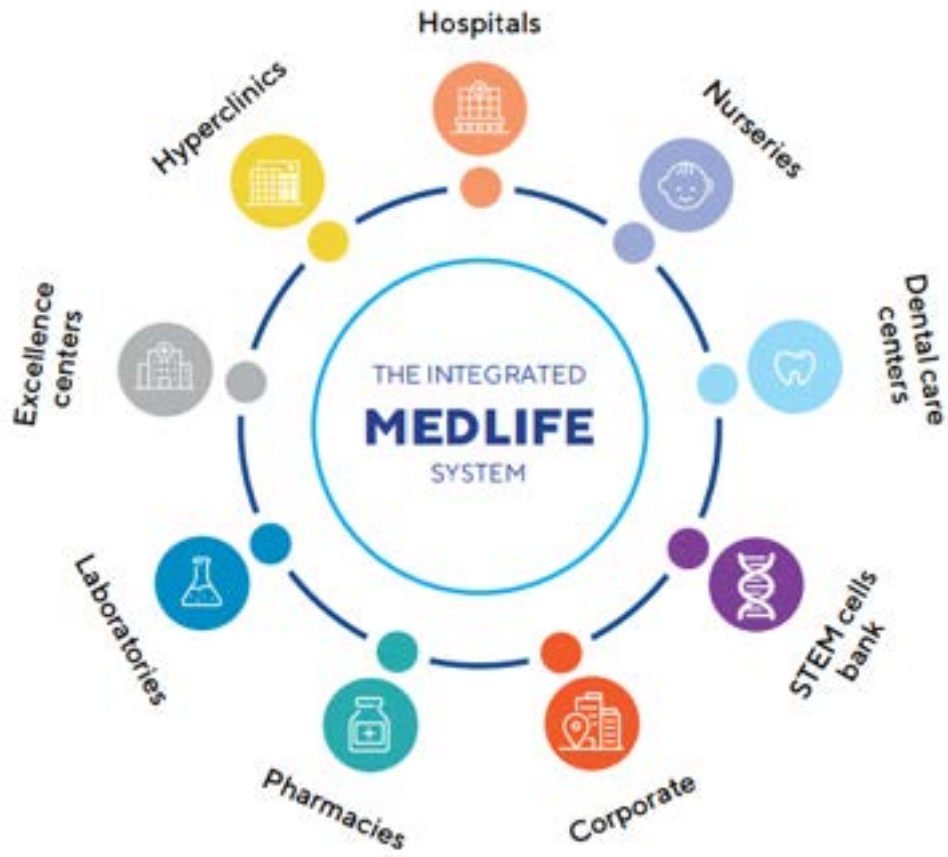 Hospitals
Nurseries
Dental care
centers
STEM cells
bank
Corporate
Pharmacies
Laboratories
Excellence
centers
Hyperclinics
THE INTEGRATED
MEDLIFE
SYSTEM